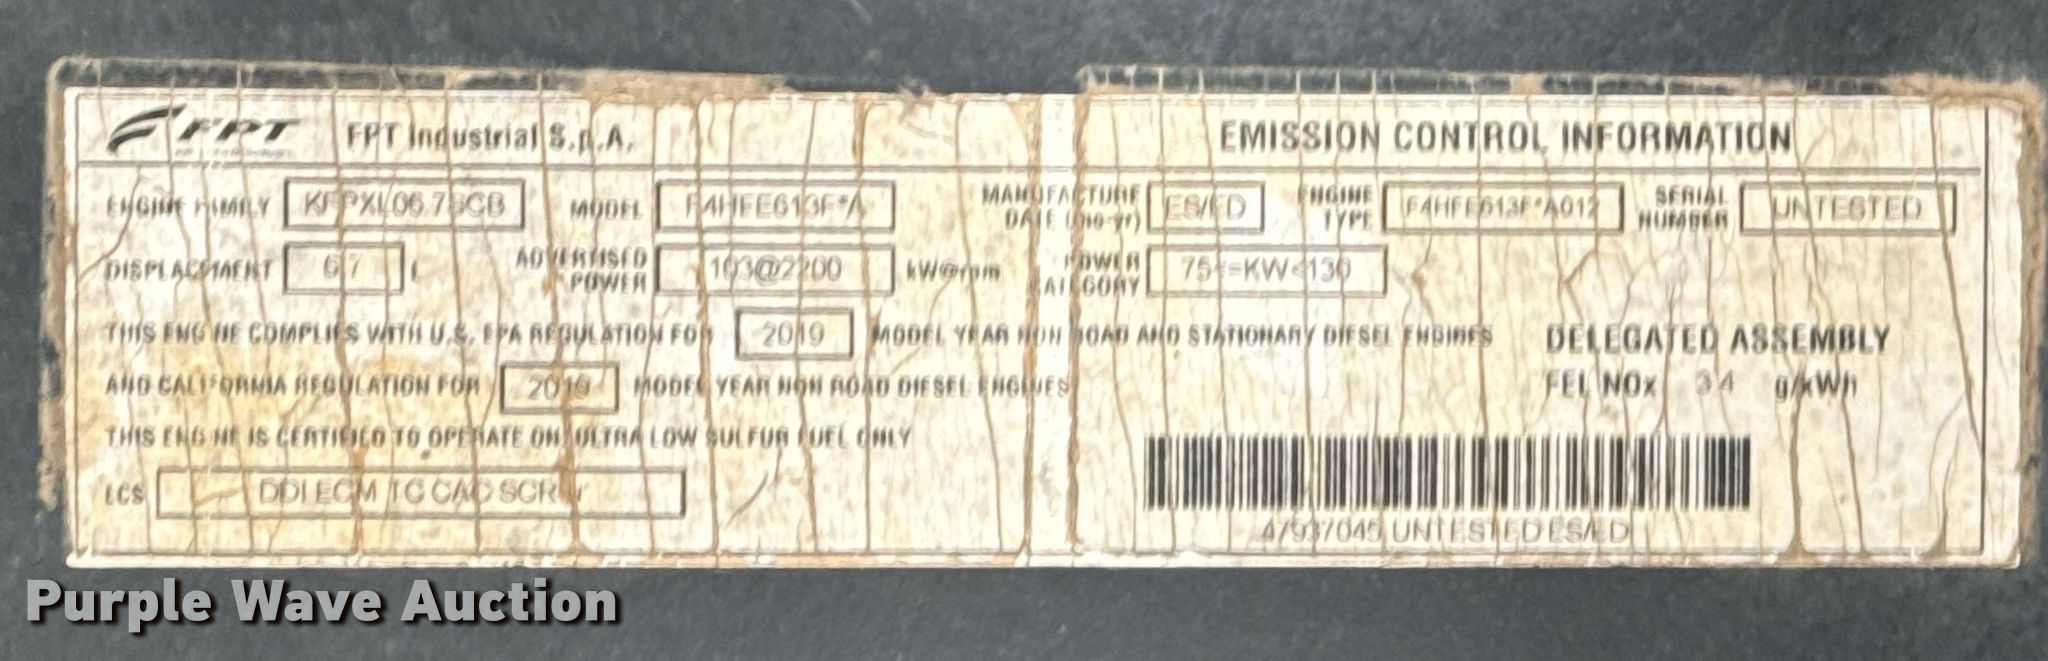 FPT FPT Industrial S.p.A. EMISSION CONTROL INFORMATION
ENGINE FAMILY KFPXL06.7BCB MODEL F4HFE613F*A MANUFACTURE DATE (mo-yr) ES/ED ENGINE TYPE F4HFE613F*A012 SERIAL NUMBER UNTESTED
DISPLACEMENT 6.7 L ADVERTISED POWER 103@2200 kW@rpm POWER CATEGORY 75<=KW<130
THIS ENGINE COMPLIES WITH U.S. EPA REGULATION FOR 2019 MODEL YEAR NON ROAD AND STATIONARY DIESEL ENGINES DELEGATED ASSEMBLY
AND CALIFORNIA REGULATION FOR 2019 MODEL YEAR NON ROAD DIESEL ENGINES FEL NOx 3.4 g/kWh
THIS ENGINE IS CERTIFIED TO OPERATE ON ULTRA LOW SULFUR FUEL ONLY
ECS DDI ECM TC CAC SCR
47937045 UNTESTED ES/ED
Purple Wave Auction